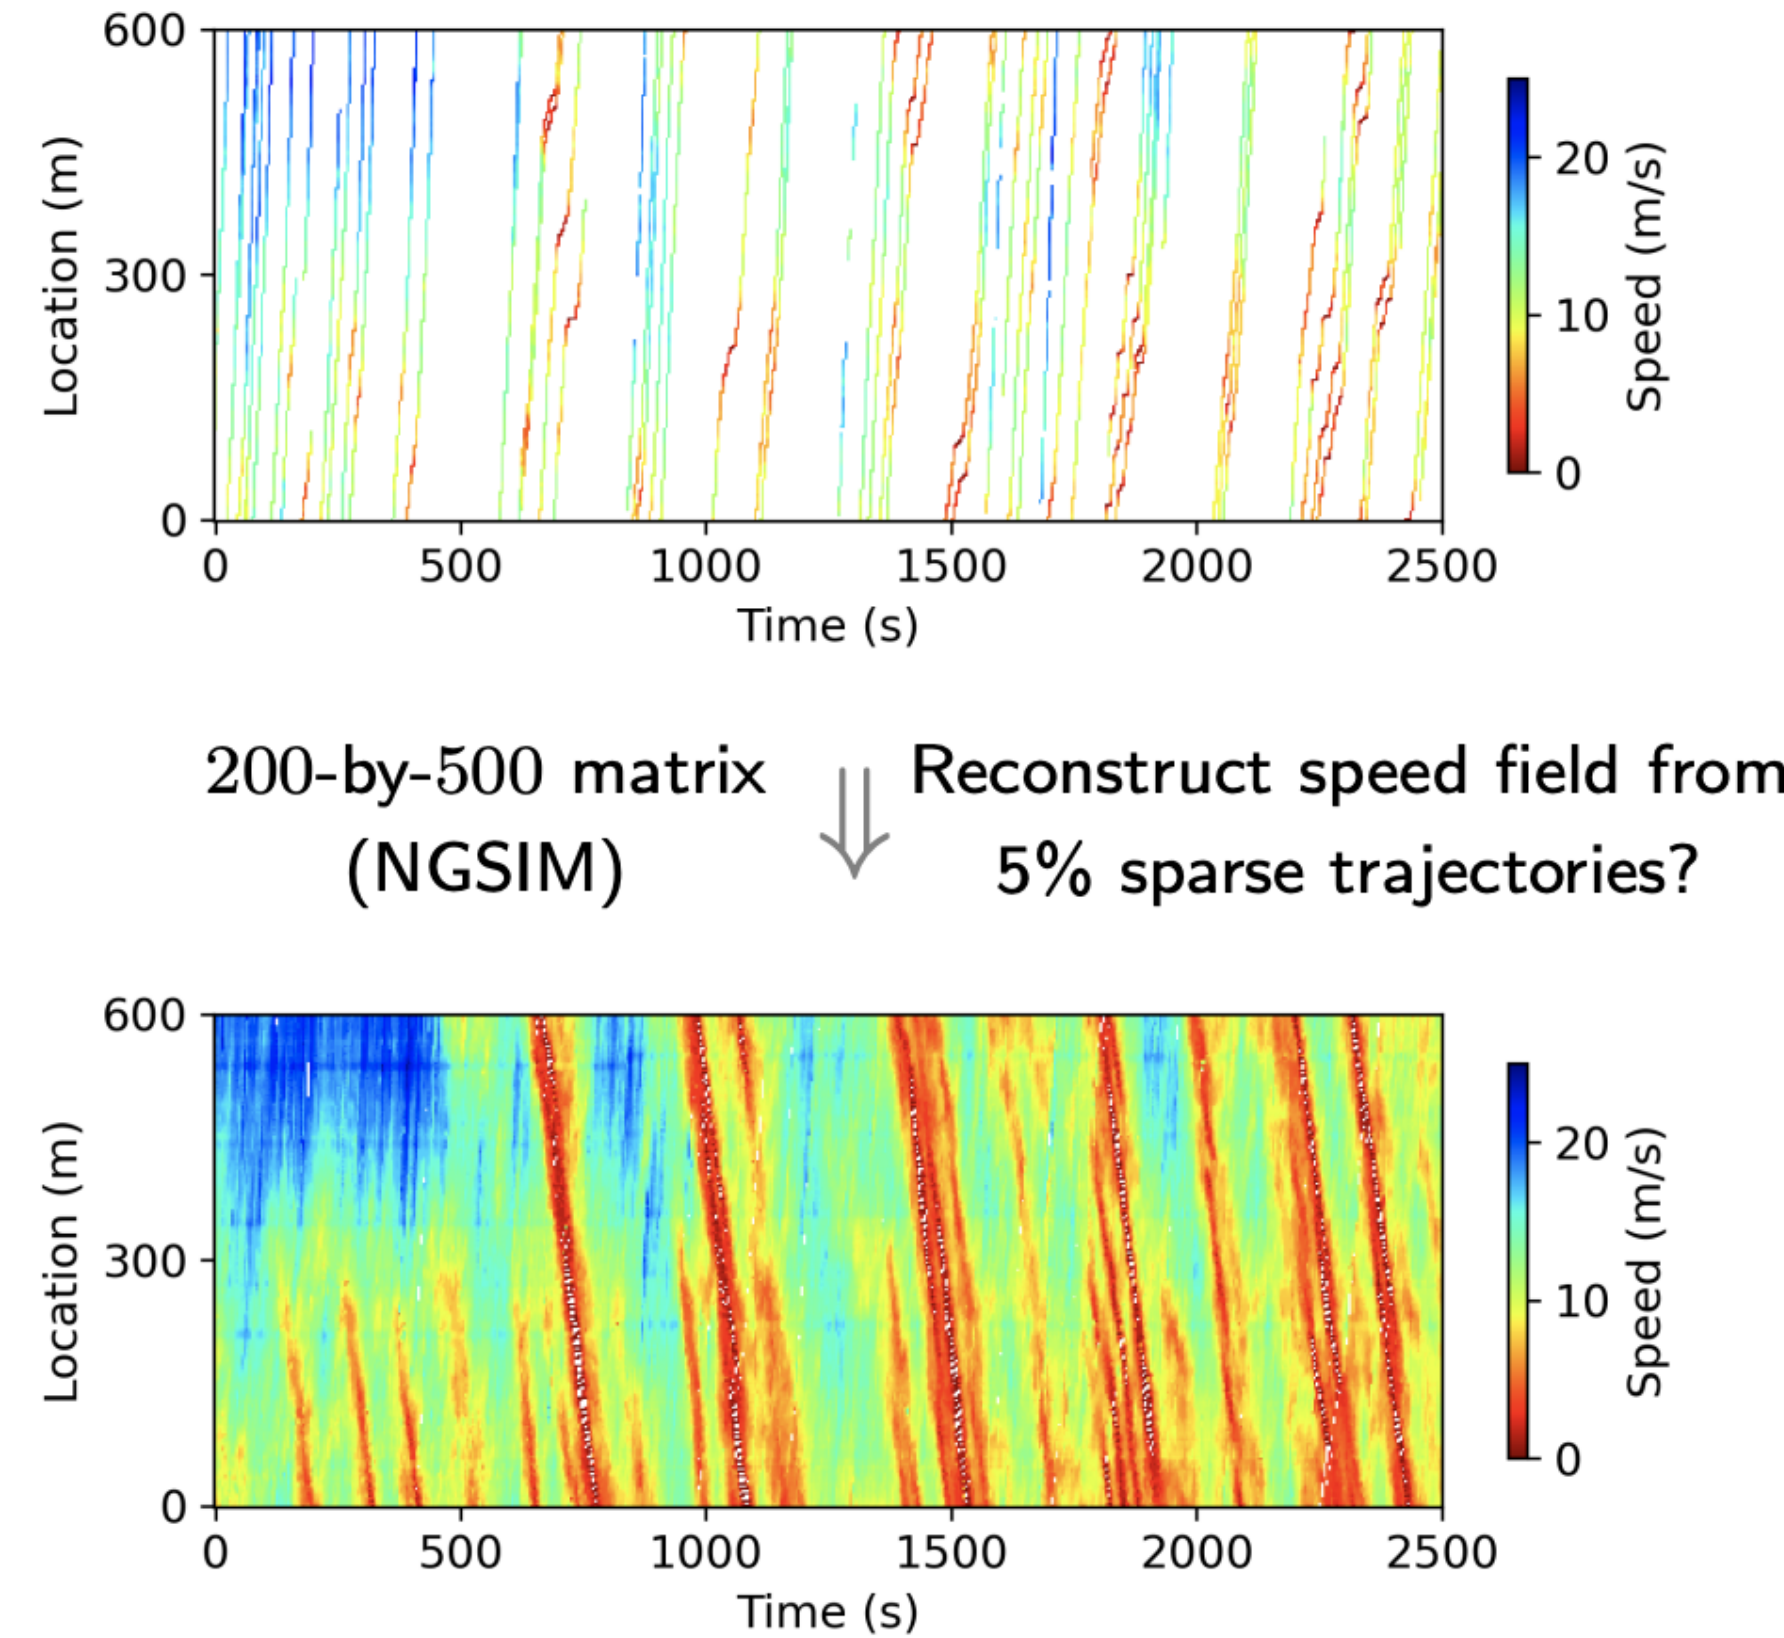 600
300
0
Location (m)
0 500 1000 1500 2000 2500
Time (s)
20
10
0
Speed (m/s)
200-by-500 matrix
(NGSIM)
Reconstruct speed field from
5% sparse trajectories?
600
300
0
Location (m)
0 500 1000 1500 2000 2500
Time (s)
20
10
0
Speed (m/s)